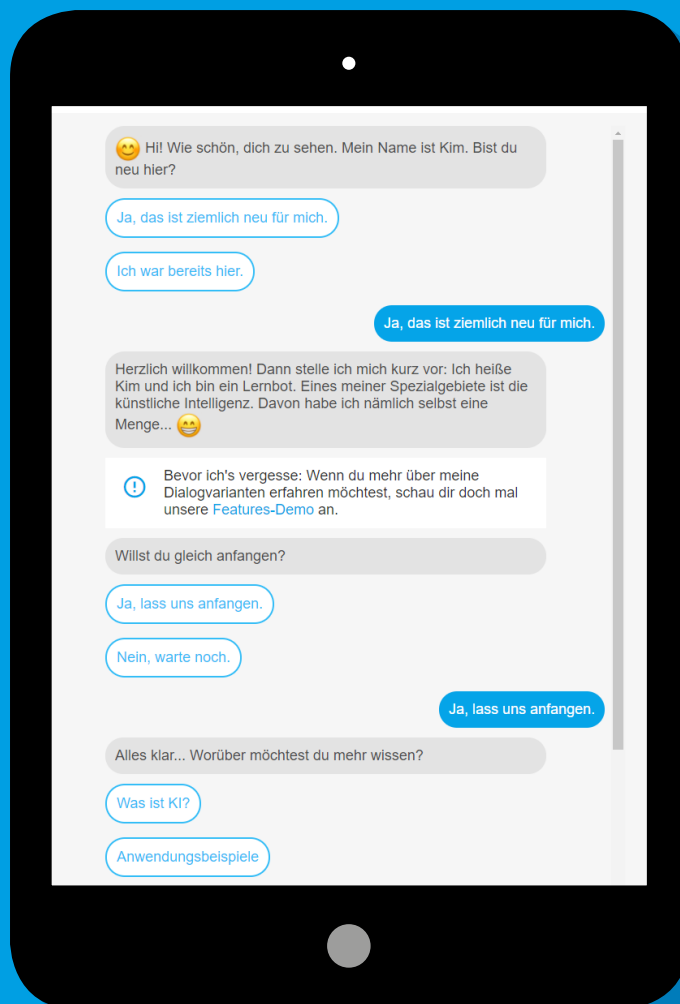 😊 Hi! Wie schön, dich zu sehen. Mein Name ist Kim. Bist du
neu hier?
Ja, das ist ziemlich neu für mich.
Ich war bereits hier.
Ja, das ist ziemlich neu für mich.
Herzlich willkommen! Dann stelle ich mich kurz vor: Ich heiße
Kim und ich bin ein Lernbot. Eines meiner Spezialgebiete ist die
künstliche Intelligenz. Davon habe ich nämlich selbst eine
Menge... 😁
Bevor ich's vergesse: Wenn du mehr über meine
Dialogvarianten erfahren möchtest, schau dir doch mal
unsere Features-Demo an.
Willst du gleich anfangen?
Ja, lass uns anfangen.
Nein, warte noch.
Ja, lass uns anfangen.
Alles klar... Worüber möchtest du mehr wissen?
Was ist KI?
Anwendungsbeispiele